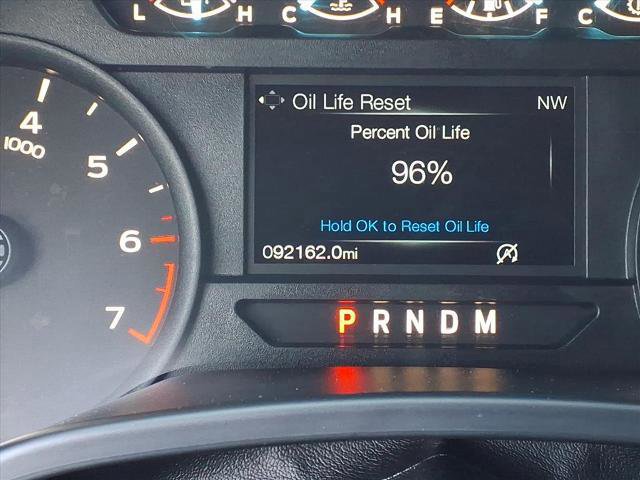 L H C H E F C
Oil Life Reset NW
Percent Oil Life
96%
Hold OK to Reset Oil Life
092162.0mi
4
1000
5
6
7
P R N D M